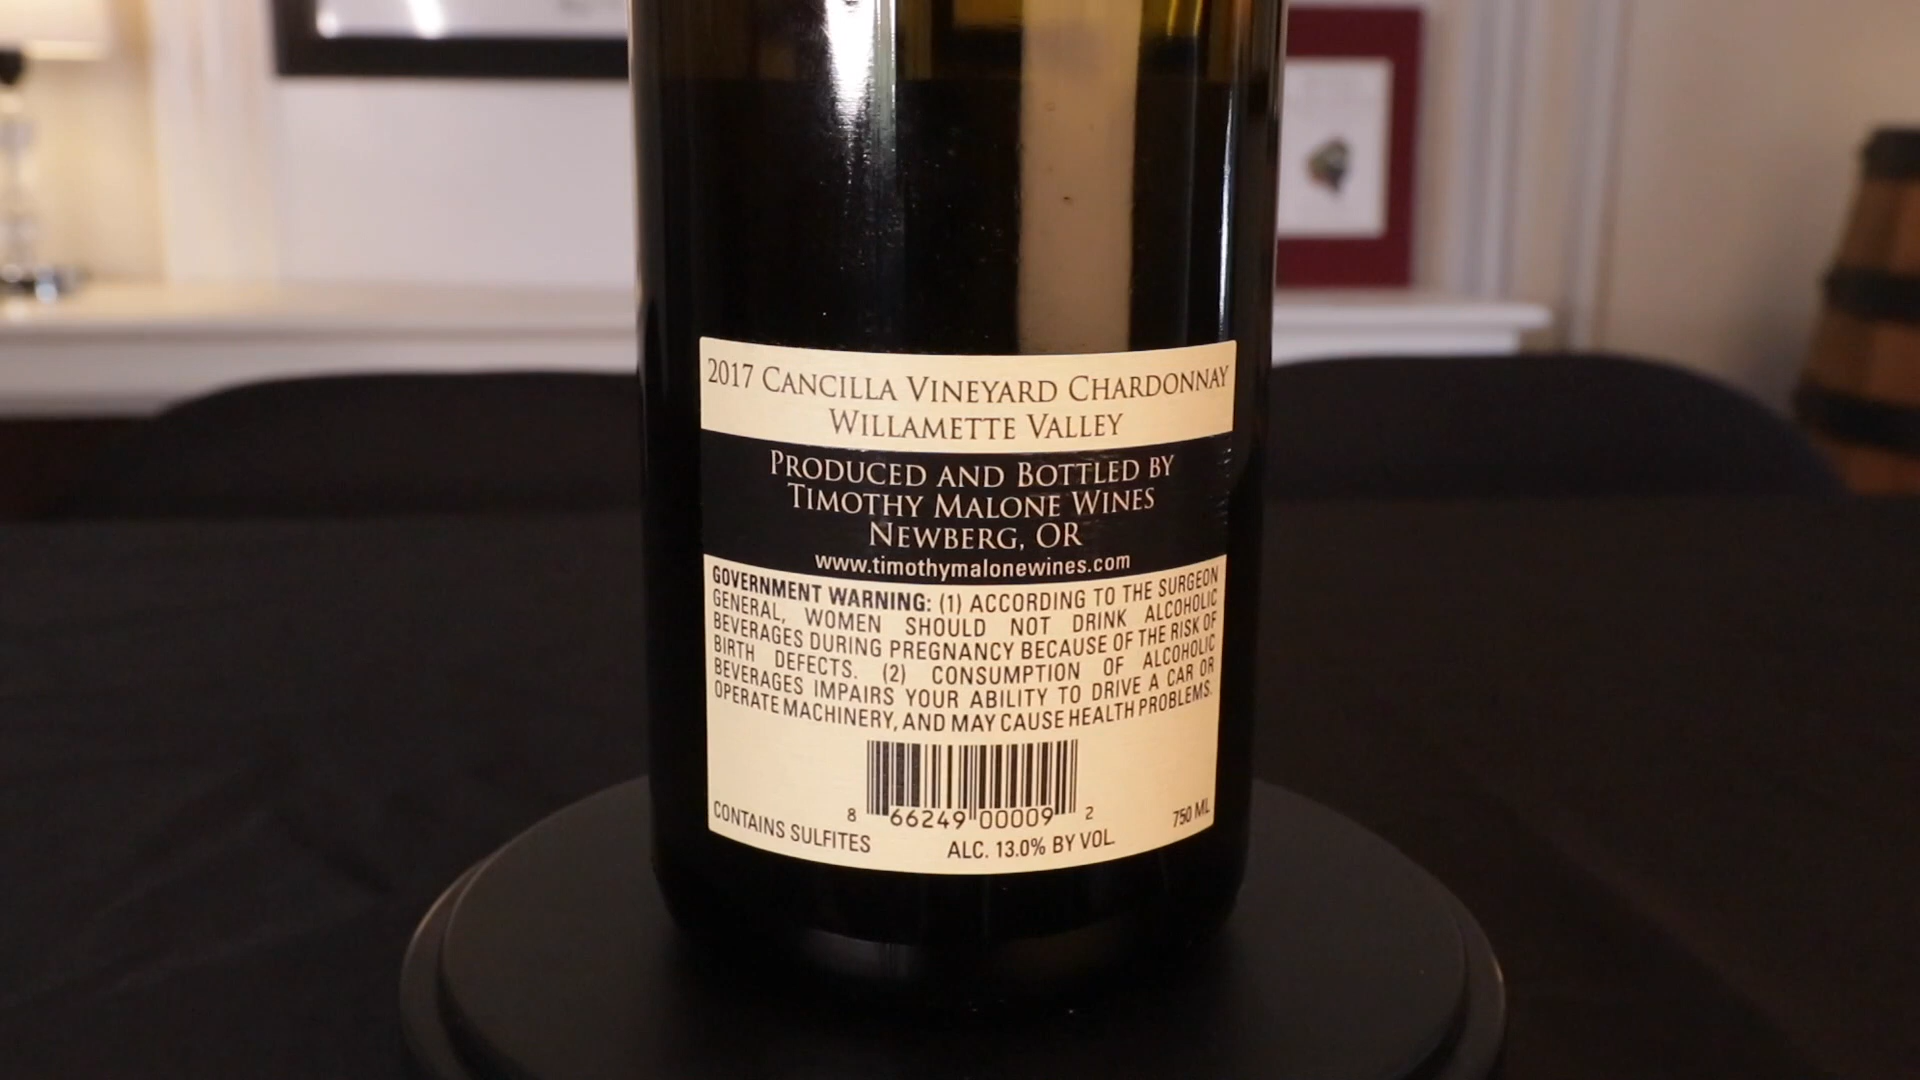 2017 CANCILLA VINEYARD CHARDONNAY
WILLAMETTE VALLEY
PRODUCED AND BOTTLED BY
TIMOTHY MALONE WINES
NEWBERG, OR
www.timothymalonewines.com
GOVERNMENT WARNING: (1) ACCORDING TO THE SURGEON
GENERAL, WOMEN SHOULD NOT DRINK ALCOHOLIC
BEVERAGES DURING PREGNANCY BECAUSE OF THE RISK OF
BIRTH DEFECTS. (2) CONSUMPTION OF ALCOHOLIC
BEVERAGES IMPAIRS YOUR ABILITY TO DRIVE A CAR OR
OPERATE MACHINERY, AND MAY CAUSE HEALTH PROBLEMS.
8 66249 00009 2
CONTAINS SULFITES
ALC. 13.0% BY VOL.
750 ML